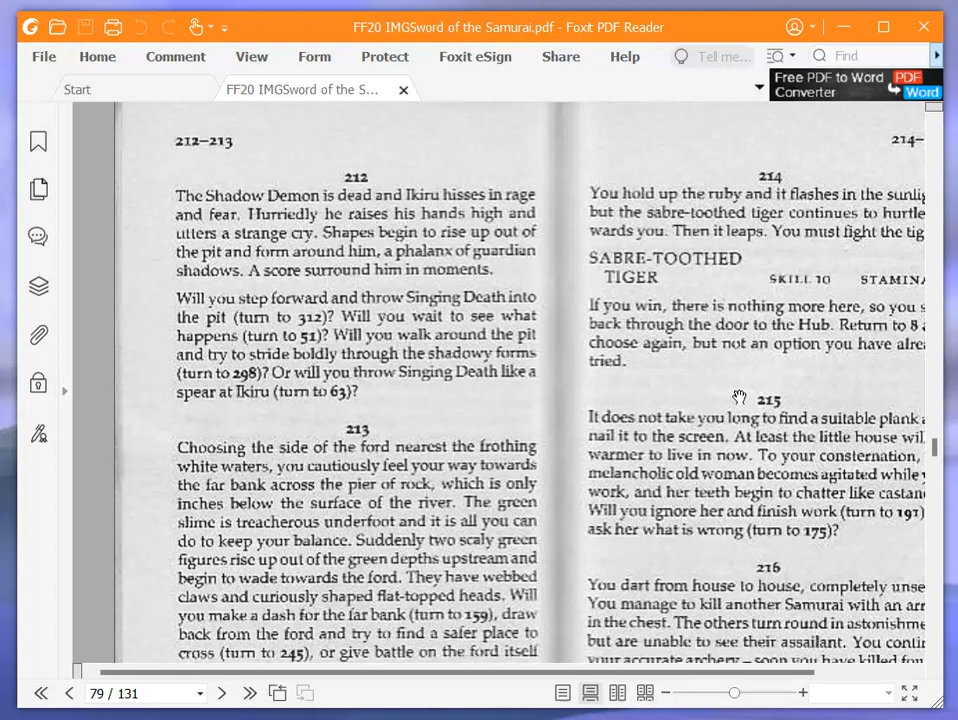 FF20 IMGSword of the Samurai.pdf - Foxit PDF Reader
File Home Comment View Form Protect Foxit eSign Share Help Tell me... Find
Start FF20 IMGSword of the S...
Free PDF to Word PDF
Converter Word
212–213
212
The Shadow Demon is dead and Ikiru hisses in rage
and fear. Hurriedly he raises his hands high and
utters a strange cry. Shapes begin to rise up out of
the pit and form around him, a phalanx of guardian
shadows. A score surround him in moments.
Will you step forward and throw Singing Death into
the pit (turn to 312)? Will you wait to see what
happens (turn to 51)? Will you walk around the pit
and try to stride boldly through the shadowy forms
(turn to 298)? Or will you throw Singing Death like a
spear at Ikiru (turn to 63)?
213
Choosing the side of the ford nearest the frothing
white waters, you cautiously feel your way towards
the far bank across the pier of rock, which is only
inches below the surface of the river. The green
slime is treacherous underfoot and it is all you can
do to keep your balance. Suddenly two scaly green
figures rise up out of the green depths upstream and
begin to wade towards the ford. They have webbed
claws and curiously shaped flat-topped heads. Will
you make a dash for the far bank (turn to 159), draw
back from the ford and try to find a safer place to
cross (turn to 245), or give battle on the ford itself
214–
214
You hold up the ruby and it flashes in the sunlig
but the sabre-toothed tiger continues to hurtle
wards you. Then it leaps. You must fight the tig
SABRE-TOOTHED
TIGER SKILL 10 STAMINA
If you win, there is nothing more here, so you s
back through the door to the Hub. Return to 8
choose again, but not an option you have alre
tried.
215
It does not take you long to find a suitable plank
nail it to the screen. At least the little house wil
warmer to live in now. To your consternation,
melancholic old woman becomes agitated while
work, and her teeth begin to chatter like castan
Will you ignore her and finish work (turn to 191)
ask her what is wrong (turn to 175)?
216
You dart from house to house, completely unse
You manage to kill another Samurai with an arr
in the chest. The others turn round in astonishme
but are unable to see their assailant. You contin
your accurate archery – soon you have killed four
79 / 131